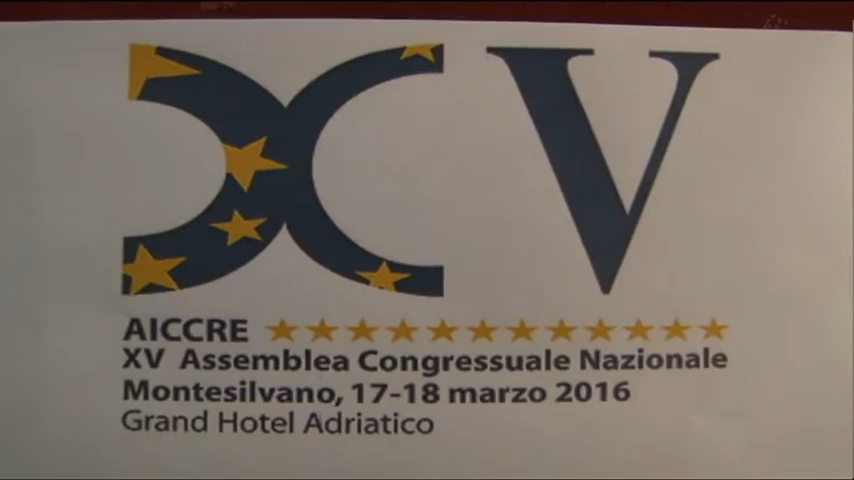 XV
AICCRE
XV Assemblea Congressuale Nazionale
Montesilvano, 17-18 marzo 2016
Grand Hotel Adriatico